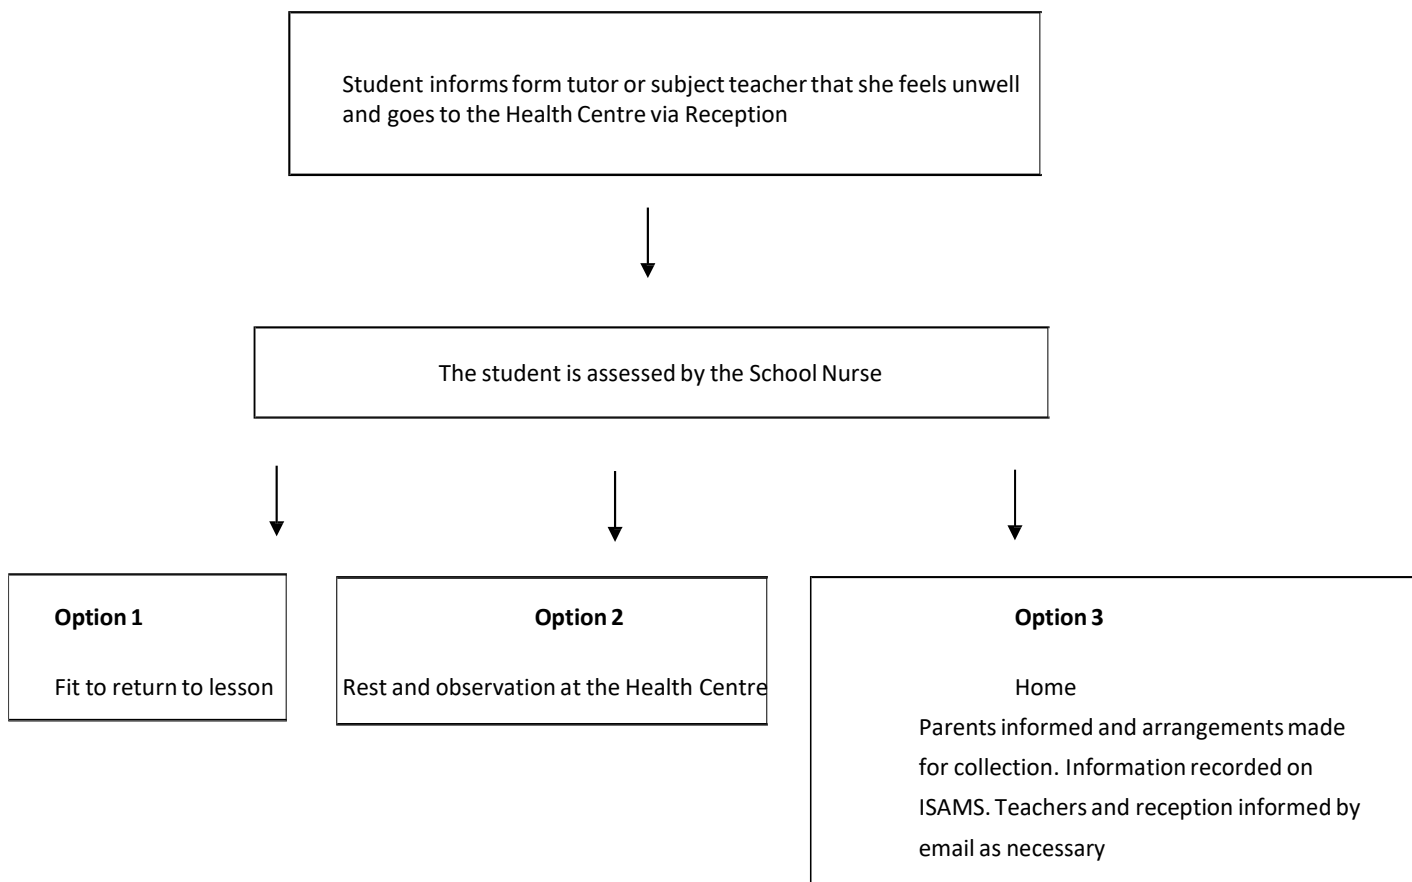 Student informs form tutor or subject teacher that she feels unwell
and goes to the Health Centre via Reception
The student is assessed by the School Nurse
Option 1
Fit to return to lesson
Option 2
Rest and observation at the Health Centre
Option 3
Home
Parents informed and arrangements made
for collection. Information recorded on
ISAMS. Teachers and reception informed by
email as necessary